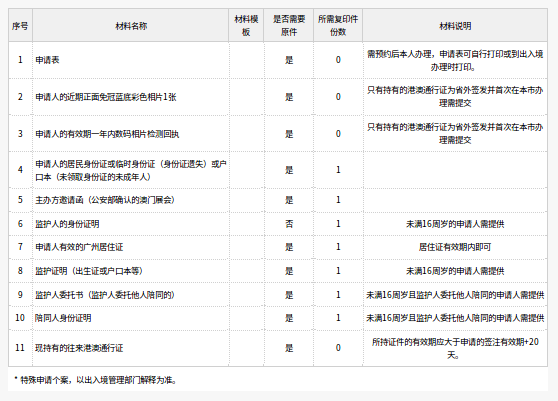 序号 材料名称 材料模板 是否需要原件 所需复印件份数 材料说明
1 申请表 是 0 需预约后本人办理，申请表可自行打印或到出入境办理时打印。
2 申请人的近期正面免冠蓝底彩色相片1张 是 0 只有持有的港澳通行证为省外签发并首次在本市办理需提交
3 申请人的有效期一年内数码相片检测回执 是 0 只有持有的港澳通行证为省外签发并首次在本市办理需提交
4 申请人的居民身份证或临时身份证（身份证遗失）或户口本（未领取身份证的未成年人） 是 1
5 主办方邀请函（公安部确认的澳门展会） 是 1
6 监护人的身份证明 否 1 未满16周岁的申请人需提供
7 申请人有效的广州居住证 是 1 居住证有效期内即可
8 监护证明（出生证或户口本等） 是 1 未满16周岁的申请人需提供
9 监护人委托书（监护人委托他人陪同的） 是 1 未满16周岁且监护人委托他人陪同的申请人需提供
10 陪同人身份证明 是 1 未满16周岁且监护人委托他人陪同的申请人需提供
11 现持有的往来港澳通行证 是 0 所持证件的有效期应大于申请的签注有效期+20天。
* 特殊申请个案，以出入境管理部门解释为准。